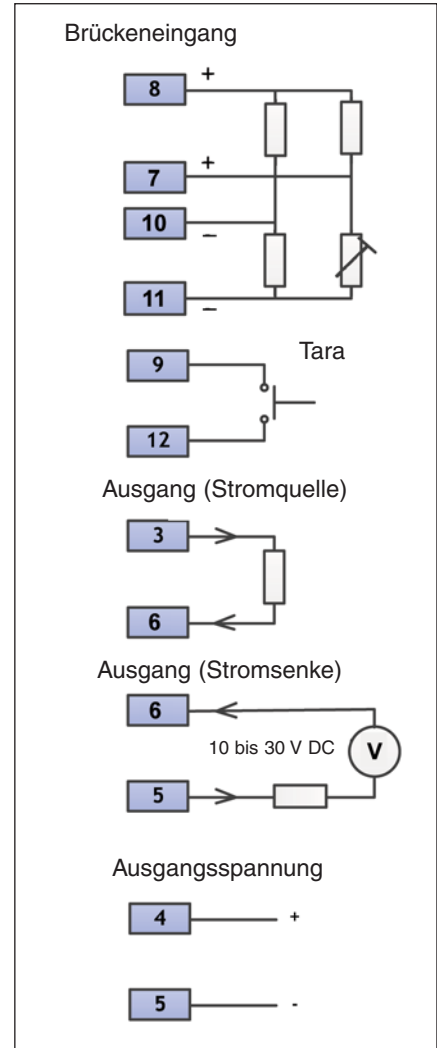 Brückeneingang
8 +
7 +
10 –
11 –
9 Tara
12
Ausgang (Stromquelle)
3
6
Ausgang (Stromsenke)
6
10 bis 30 V DC V
5
Ausgangsspannung
4 +
5 -